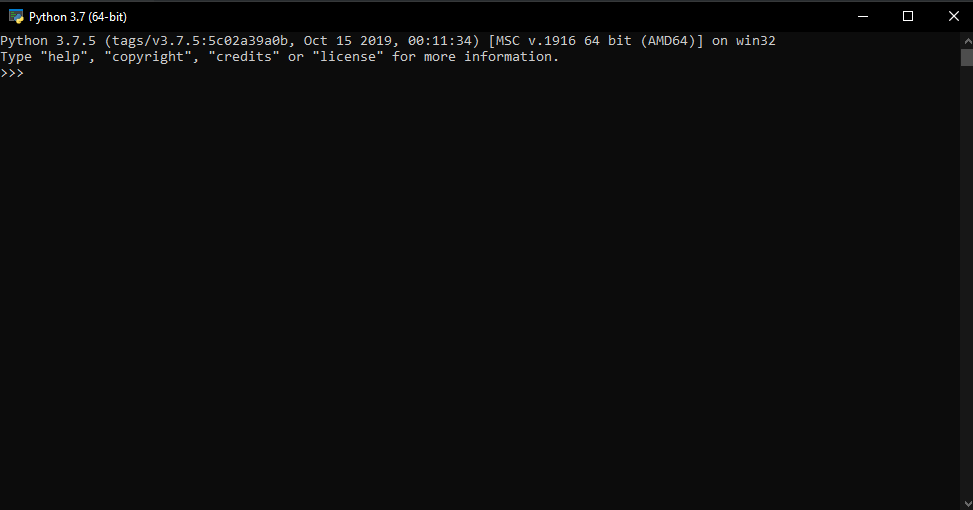 Python 3.7 (64-bit)
Python 3.7.5 (tags/v3.7.5:5c02a39a0b, Oct 15 2019, 00:11:34) [MSC v.1916 64 bit (AMD64)] on win32
Type "help", "copyright", "credits" or "license" for more information.
>>>